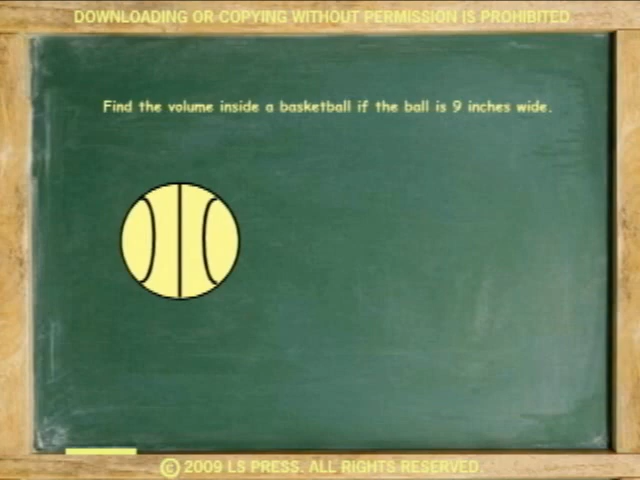 DOWNLOADING OR COPYING WITHOUT PERMISSION IS PROHIBITED
Find the volume inside a basketball if the ball is 9 inches wide.
© 2009 LS PRESS. ALL RIGHTS RESERVED.